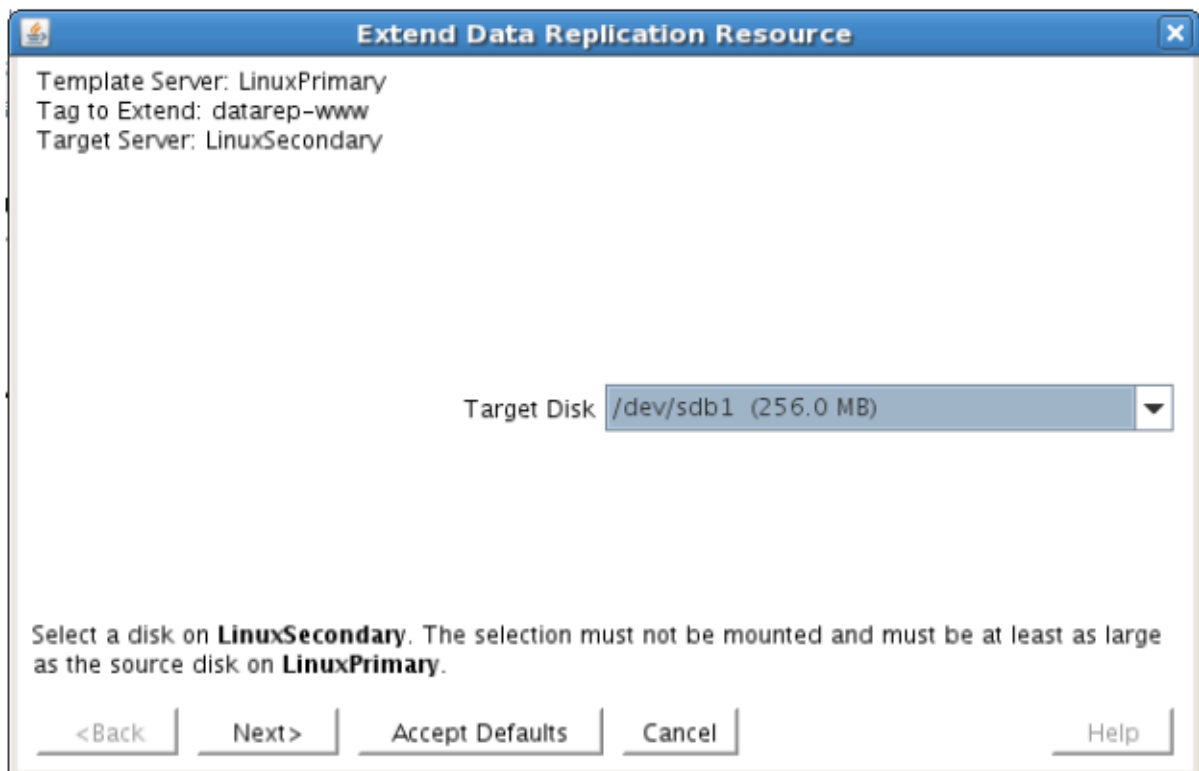 Extend Data Replication Resource
Template Server: LinuxPrimary
Tag to Extend: datarep-www
Target Server: LinuxSecondary
Target Disk /dev/sdb1 (256.0 MB)
Select a disk on LinuxSecondary. The selection must not be mounted and must be at least as large
as the source disk on LinuxPrimary.
<Back Next> Accept Defaults Cancel Help